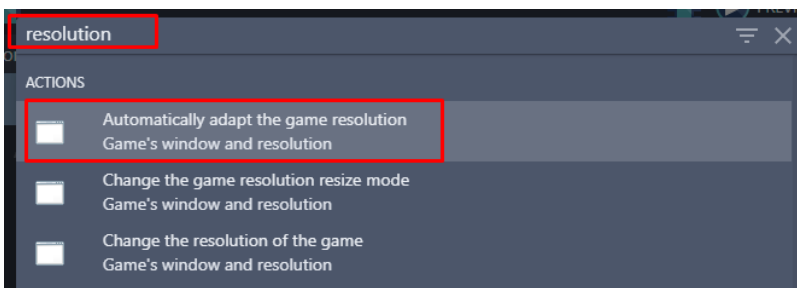 resolution
ACTIONS
Automatically adapt the game resolution
Game's window and resolution
Change the game resolution resize mode
Game's window and resolution
Change the resolution of the game
Game's window and resolution